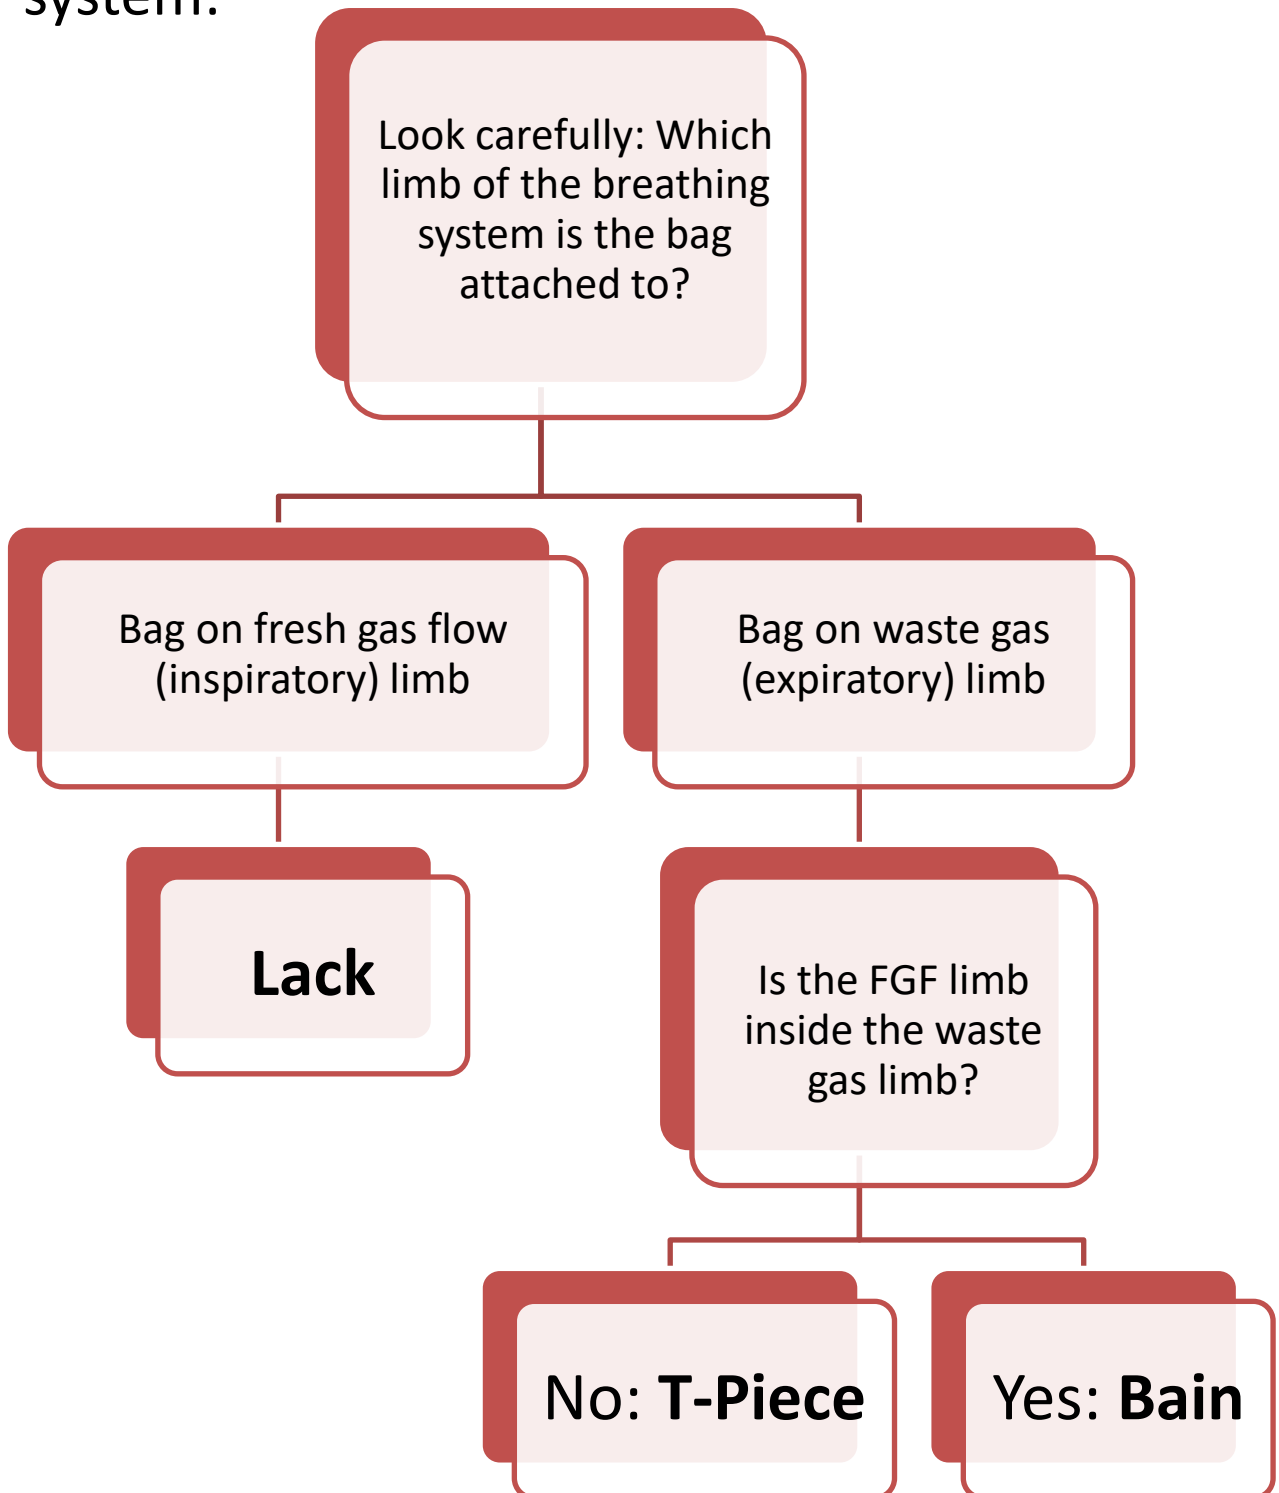 system:
Look carefully: Which
limb of the breathing
system is the bag
attached to?
Bag on fresh gas flow
(inspiratory) limb
Bag on waste gas
(expiratory) limb
Lack
Is the FGF limb
inside the waste
gas limb?
No: T-Piece
Yes: Bain